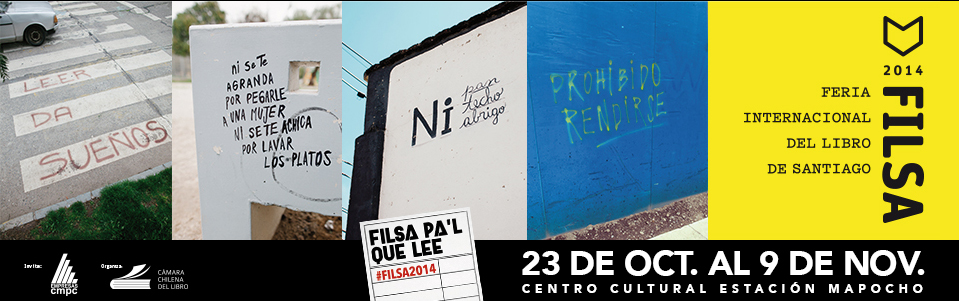 LEER
DA
SUEÑOS
ni se Te
AGRANDA
POR PEGARLE
A UNA MUJER
NI SE TE ACHICA
POR LAVAR
LOS PLATOS
Ni pan
techo
abrigo
PROHIBIDO
RENDIRSE
2014
FILSA
FERIA
INTERNACIONAL
DEL LIBRO
DE SANTIAGO
FILSA PA'L
QUE LEE
#FILSA2014
Invita:
EMPRESAS
cmpc
Organiza:
CÁMARA
CHILENA
DEL LIBRO
23 DE OCT. AL 9 DE NOV.
CENTRO CULTURAL ESTACIÓN MAPOCHO